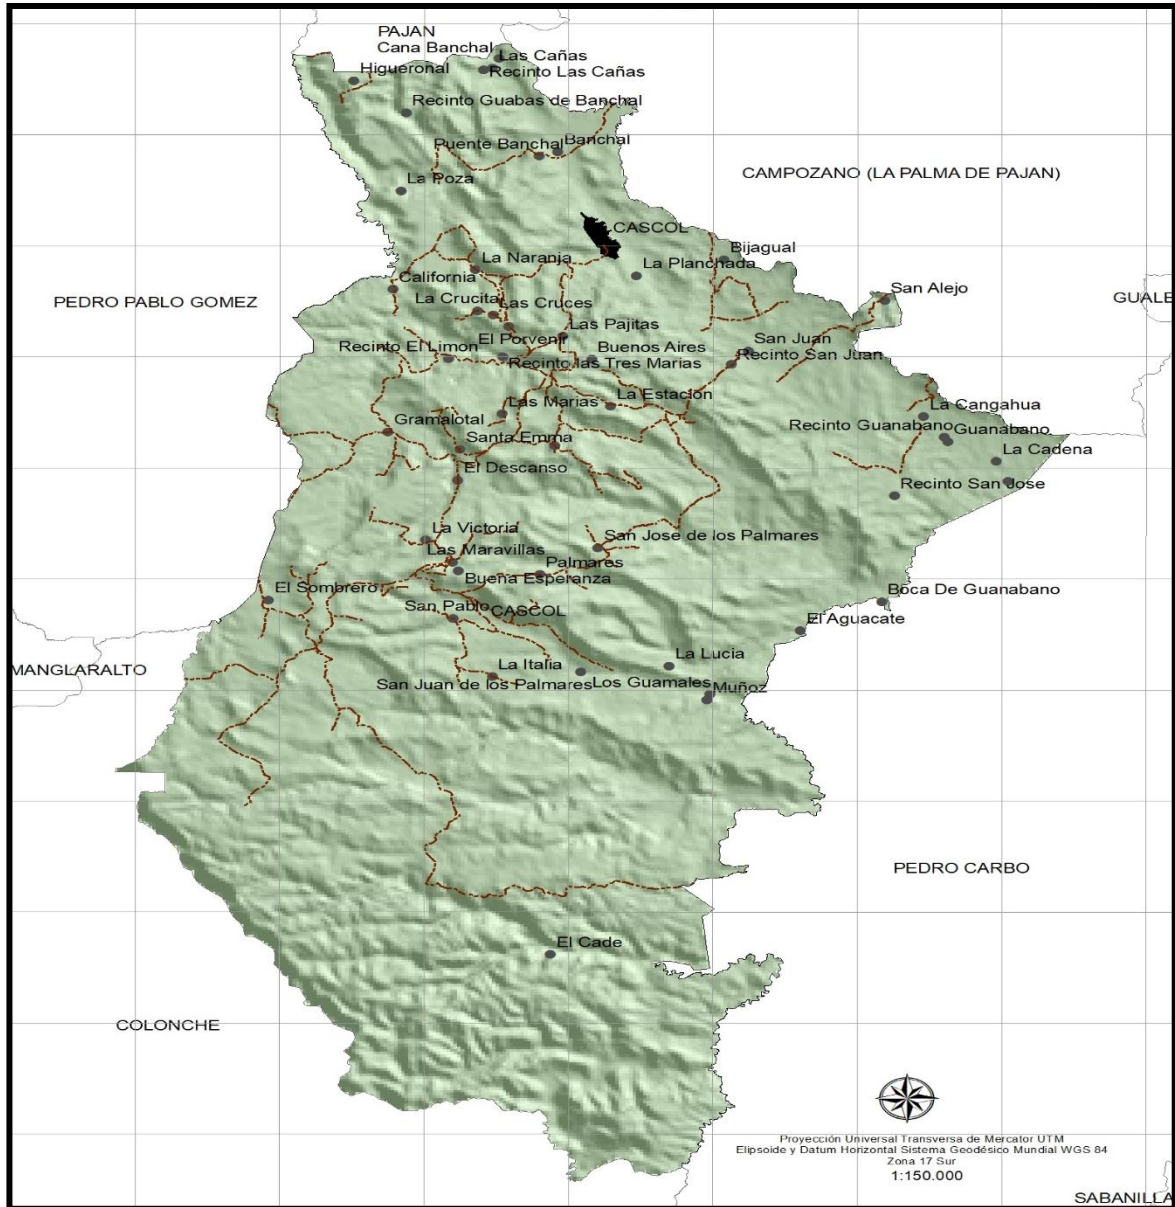 PAJAN
Cana Banchal
Las Cañas
Higueronal
Recinto Las Cañas
Recinto Guabas de Banchal
Puente Banchal
Banchal
CAMPOZANO (LA PALMA DE PAJAN)
La Poza
CASCOL
Bijagual
La Naranja
La Planchada
California
San Alejo
PEDRO PABLO GOMEZ
GUALE
La Crucita
Las Cruces
Las Pajitas
El Porvenir
San Juan
Recinto El Limon
Buenos Aires
Recinto San Juan
Recinto las Tres Marias
La Estacion
Las Marias
La Cangahua
Gramalotal
Recinto Guanabano
Guanabano
Santa Emma
La Cadena
El Descanso
Recinto San Jose
La Victoria
San Jose de los Palmares
Las Maravillas
Palmares
Buena Esperanza
El Sombrero
Boca De Guanabano
San Pablo
CASCOL
El Aguacate
La Lucia
MANGLARALTO
La Italia
San Juan de los Palmares
Los Guamales
Muñoz
PEDRO CARBO
El Cade
COLONCHE
Proyección Universal Transversa de Mercator UTM
Elipsoide y Datum Horizontal Sistema Geodésico Mundial WGS 84
Zona 17 Sur
1:150.000
SABANILLA